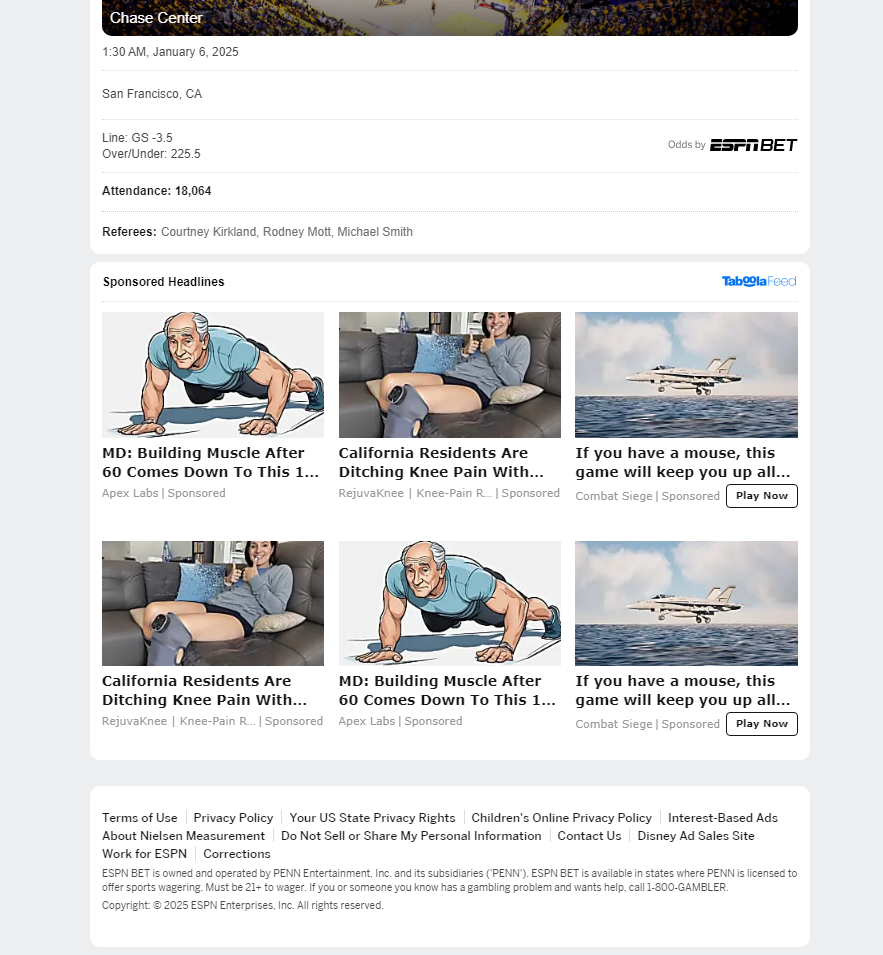 Chase Center
1:30 AM, January 6, 2025
San Francisco, CA
Line: GS -3.5
Over/Under: 225.5
Odds by ESPN BET
Attendance: 18,064
Referees: Courtney Kirkland, Rodney Mott, Michael Smith
Sponsored Headlines
Taboola Feed
MD: Building Muscle After
60 Comes Down To This 1...
Apex Labs | Sponsored
California Residents Are
Ditching Knee Pain With...
RejuvaKnee | Knee-Pain R... | Sponsored
If you have a mouse, this
game will keep you up all...
Combat Siege | Sponsored
Play Now
California Residents Are
Ditching Knee Pain With...
RejuvaKnee | Knee-Pain R... | Sponsored
MD: Building Muscle After
60 Comes Down To This 1...
Apex Labs | Sponsored
If you have a mouse, this
game will keep you up all...
Combat Siege | Sponsored
Play Now
Terms of Use | Privacy Policy | Your US State Privacy Rights | Children's Online Privacy Policy | Interest-Based Ads
About Nielsen Measurement | Do Not Sell or Share My Personal Information | Contact Us | Disney Ad Sales Site
Work for ESPN | Corrections
ESPN BET is owned and operated by PENN Entertainment, Inc. and its subsidiaries ('PENN'). ESPN BET is available in states where PENN is licensed to
offer sports wagering. Must be 21+ to wager. If you or someone you know has a gambling problem and wants help, call 1-800-GAMBLER.
Copyright: © 2025 ESPN Enterprises, Inc. All rights reserved.